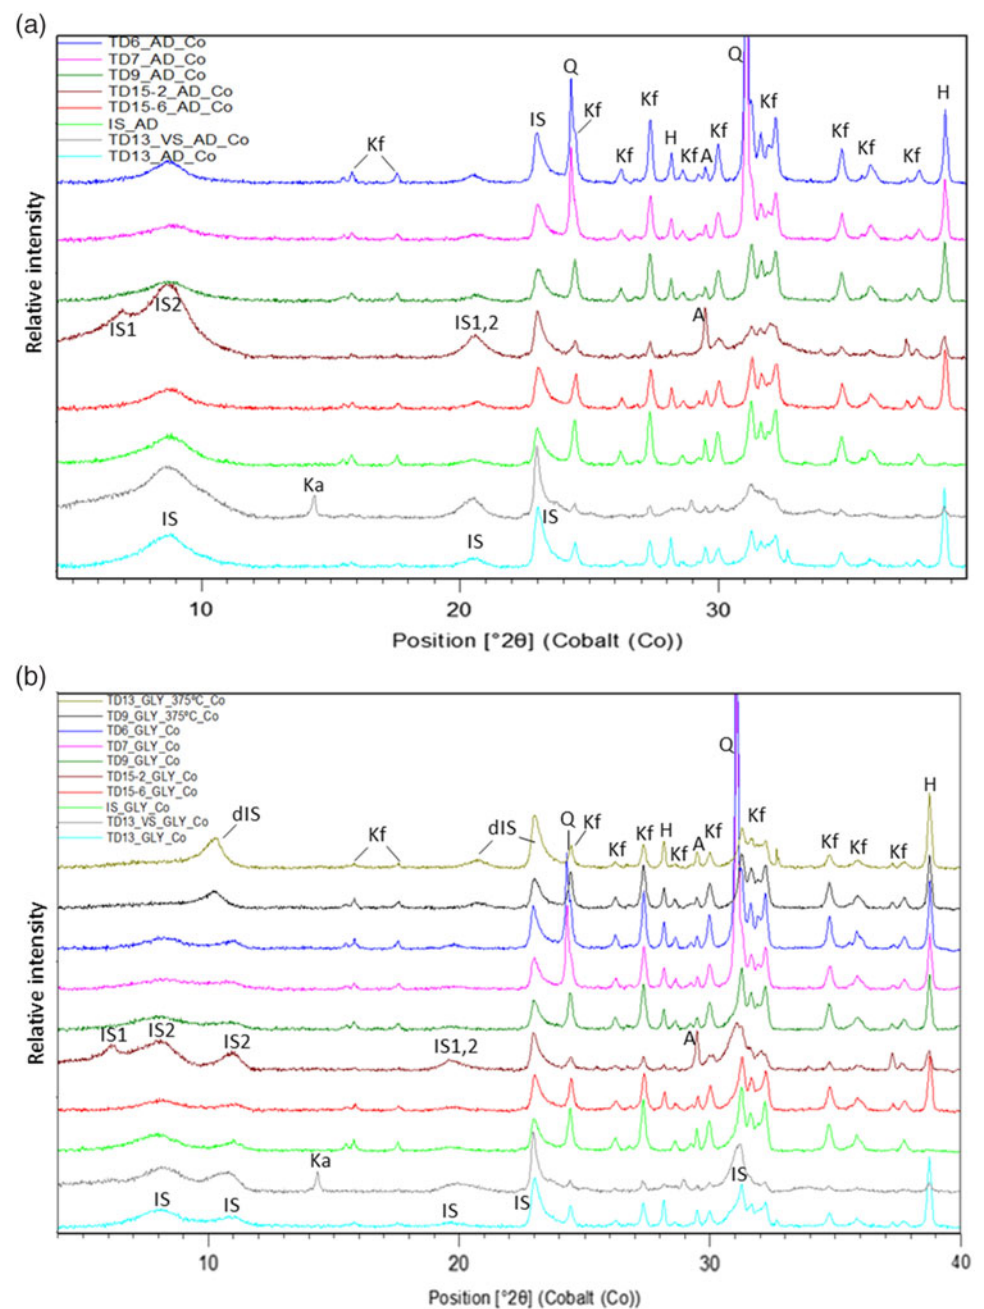 (a)
TD6_AD_Co
TD7_AD_Co
TD9_AD_Co
TD15-2_AD_Co
TD15-6_AD_Co
IS_AD
TD13_VS_AD_Co
TD13_AD_Co
Q
Q
Kf
Kf
H
IS
Kf
H
Kf
Kf
Kf
Kf A
Kf
Kf
Kf
IS1
IS2
IS1,2
A
Ka
IS
IS
IS
Relative intensity
10
20
30
Position [°2θ] (Cobalt (Co))
(b)
TD13_GLY_375ºC_Co
TD9_GLY_375ºC_Co
TD6_GLY_Co
TD7_GLY_Co
TD9_GLY_Co
TD15-2_GLY_Co
TD15-6_GLY_Co
IS_GLY_Co
TD13_VS_GLY_Co
TD13_GLY_Co
Q
H
dIS
Kf
dIS
Q
Kf
Kf
Kf
H
Kf
A
Kf
Kf
Kf
Kf
Kf
IS1
IS2
IS2
IS1,2
A
Ka
IS
IS
IS
IS
IS
Relative intensity
10
20
30
40
Position [°2θ] (Cobalt (Co))